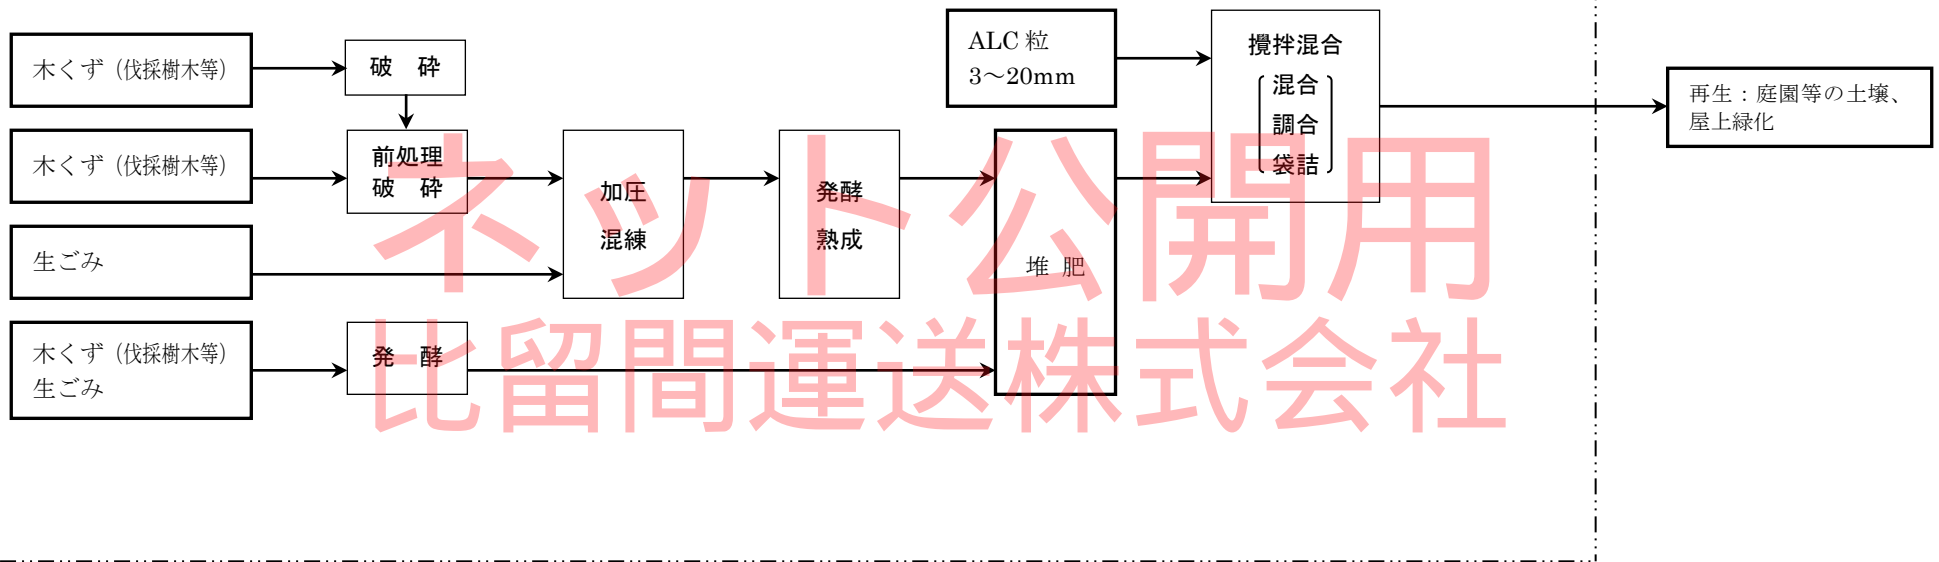 木くず（伐採樹木等）
破　砕
ALC 粒
3～20mm
攪拌混合
混合
調合
袋詰
再生：庭園等の土壌、
屋上緑化
木くず（伐採樹木等）
前処理
破　砕
加圧
混練
発酵
熟成
堆 肥
生ごみ
木くず（伐採樹木等）
生ごみ
発　酵
ネット公開用
比留間運送株式会社